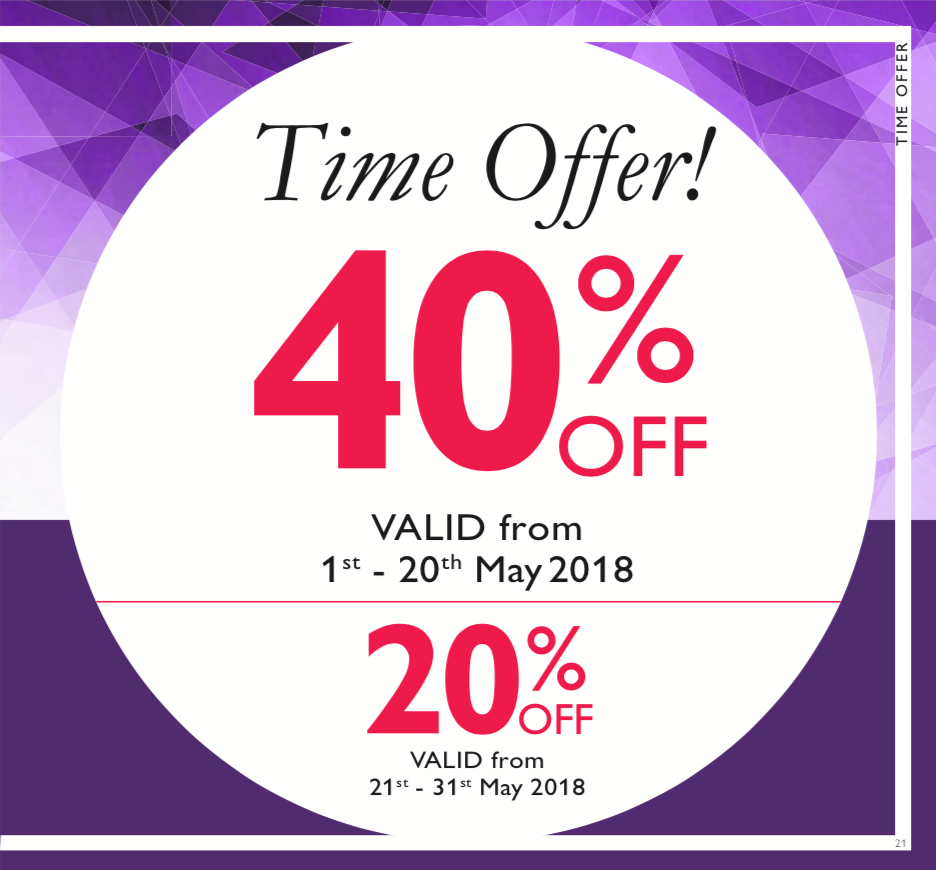 TIME OFFER
Time Offer!
40%
OFF
VALID from
1st - 20th May 2018
20%
OFF
VALID from
21st - 31st May 2018
21